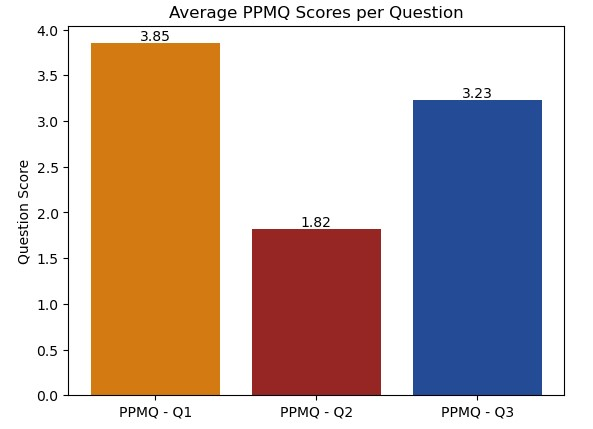 Average PPMQ Scores per Question
Question Score
4.0
3.5
3.0
2.5
2.0
1.5
1.0
0.5
0.0
3.85
1.82
3.23
PPMQ - Q1
PPMQ - Q2
PPMQ - Q3